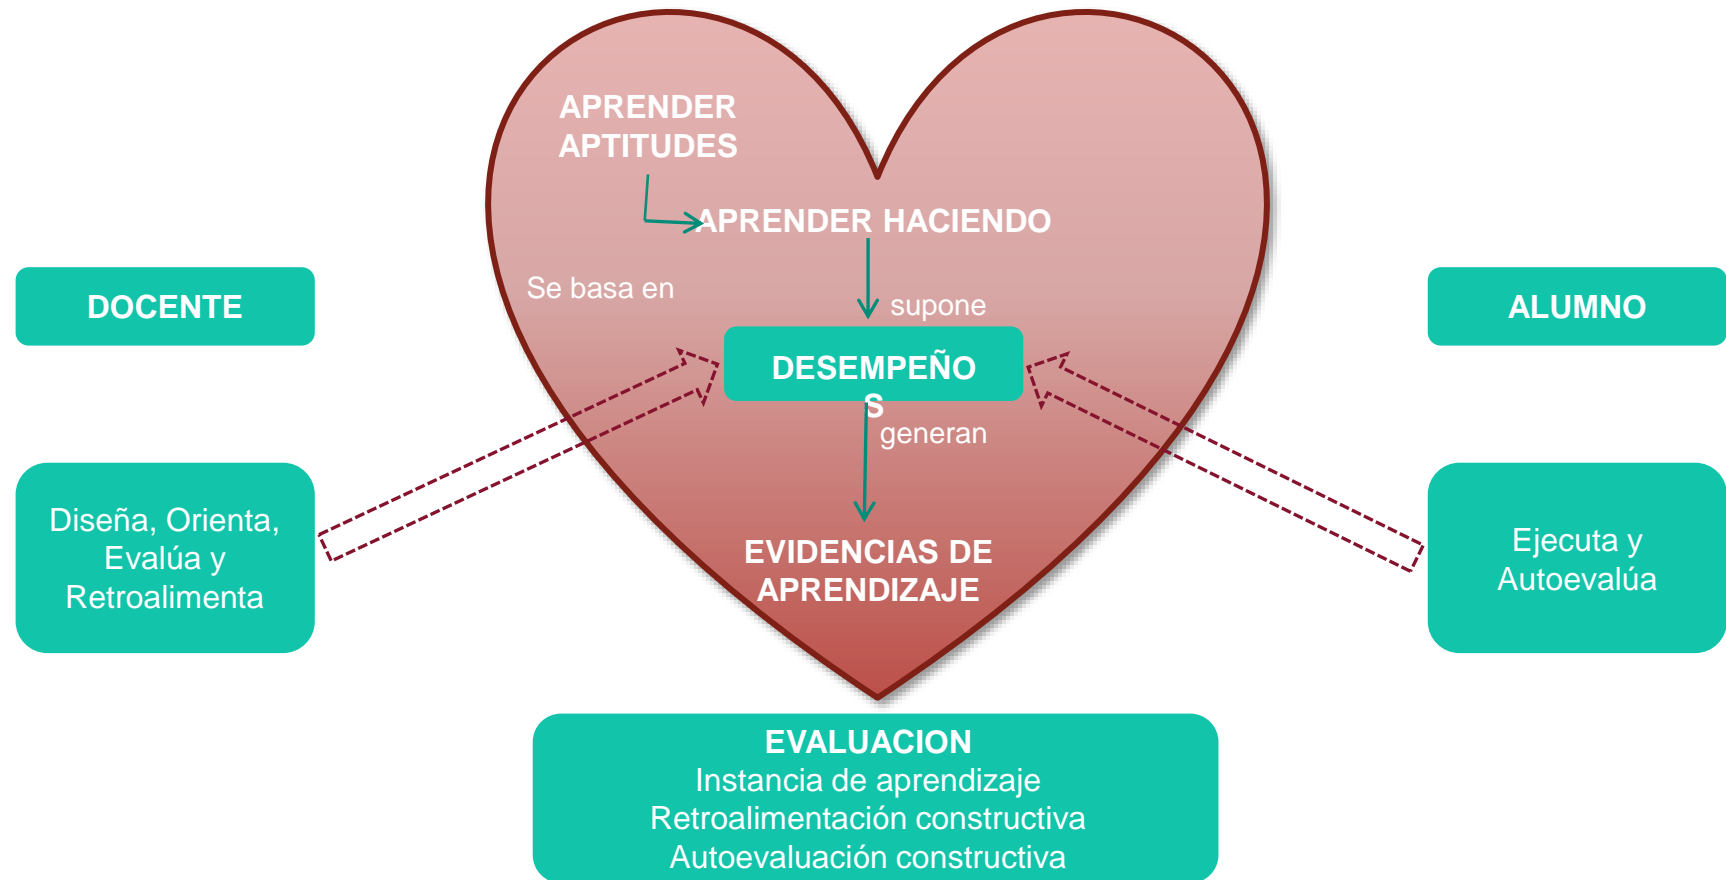 APRENDER
APTITUDES
APRENDER HACIENDO
Se basa en
supone
DOCENTE
ALUMNO
DESEMPEÑO
S
generan
Diseña, Orienta,
Evalúa y
Retroalimenta
EVIDENCIAS DE
APRENDIZAJE
Ejecuta y
Autoevalúa
EVALUACION
Instancia de aprendizaje
Retroalimentación constructiva
Autoevaluación constructiva